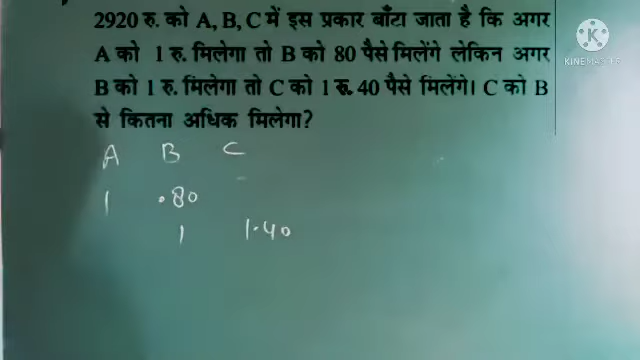 2920 रु. को A, B, C में इस प्रकार बाँटा जाता है कि अगर
A को 1 रु. मिलेगा तो B को 80 पैसे मिलेंगे लेकिन अगर
B को 1 रु. मिलेगा तो C को 1 रु. 40 पैसे मिलेंगे। C को B
से कितना अधिक मिलेगा?
A B C
1 .80
1 1.40
K
KINEMASTER